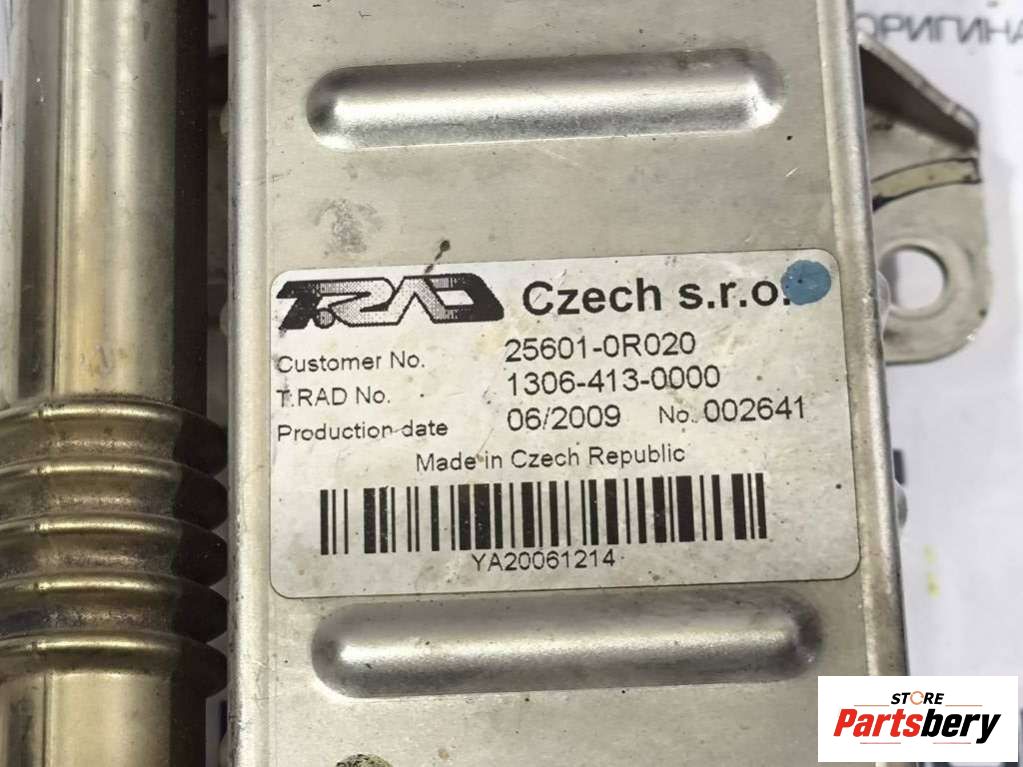 ОРИГИНА
T.RAD Czech s.r.o.
Customer No. 25601-0R020
T.RAD No. 1306-413-0000
Production date 06/2009 No. 002641
Made in Czech Republic
YA20061214
STORE
Partsbery